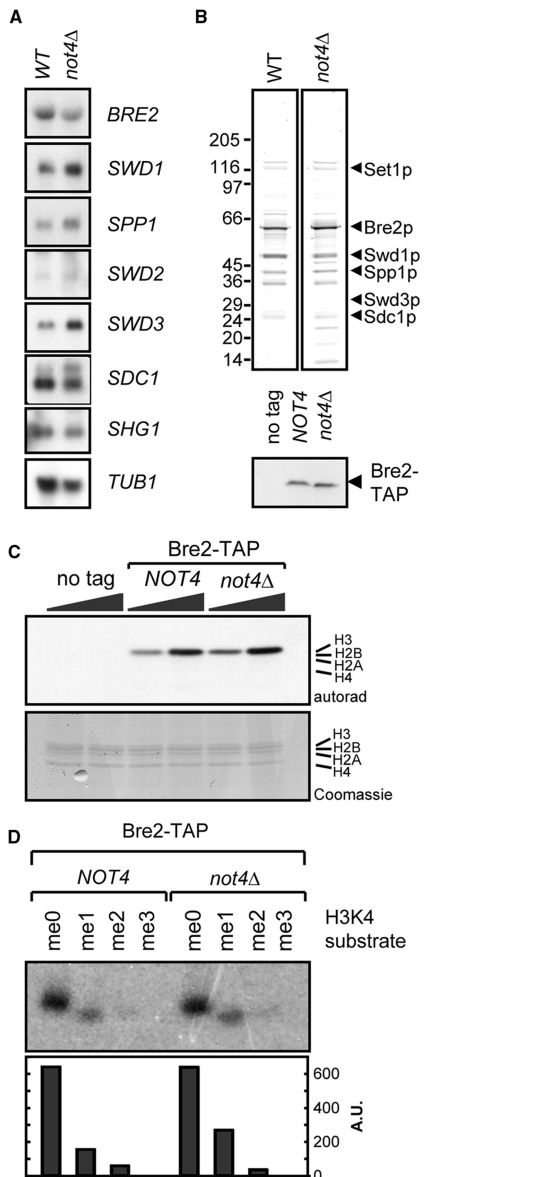 A
WT
not4Δ
BRE2
SWD1
SPP1
SWD2
SWD3
SDC1
SHG1
TUB1
B
WT
not4Δ
205
116
97
66
45
36
29
24
20
14
Set1p
Bre2p
Swd1p
Spp1p
Swd3p
Sdc1p
no tag
NOT4
not4Δ
Bre2-
TAP
C
Bre2-TAP
no tag
NOT4
not4Δ
H3
H2B
H2A
H4
autorad
H3
H2B
H2A
H4
Coomassie
D
Bre2-TAP
NOT4
not4Δ
me0
me1
me2
me3
me0
me1
me2
me3
H3K4
substrate
600
400
200
0
A.U.